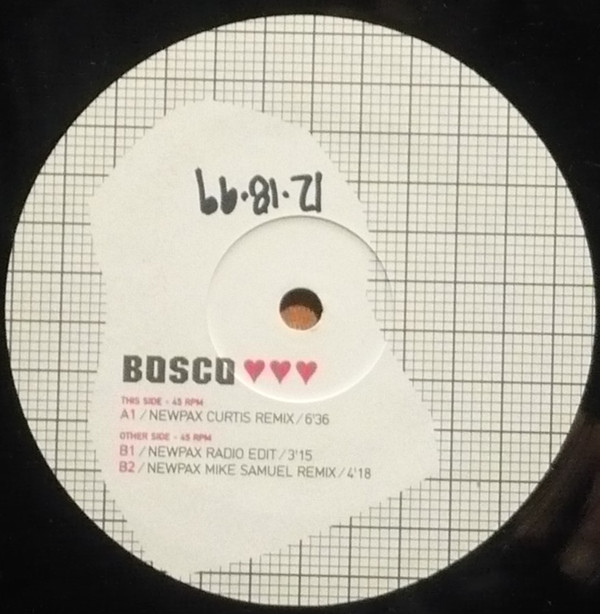 12·18·99
BOSCO ♥♥♥
THIS SIDE - 45 RPM
A1 / NEWPAX CURTIS REMIX / 6'36
OTHER SIDE - 45 RPM
B1 / NEWPAX RADIO EDIT / 3'15
B2 / NEWPAX MIKE SAMUEL REMIX / 4'18